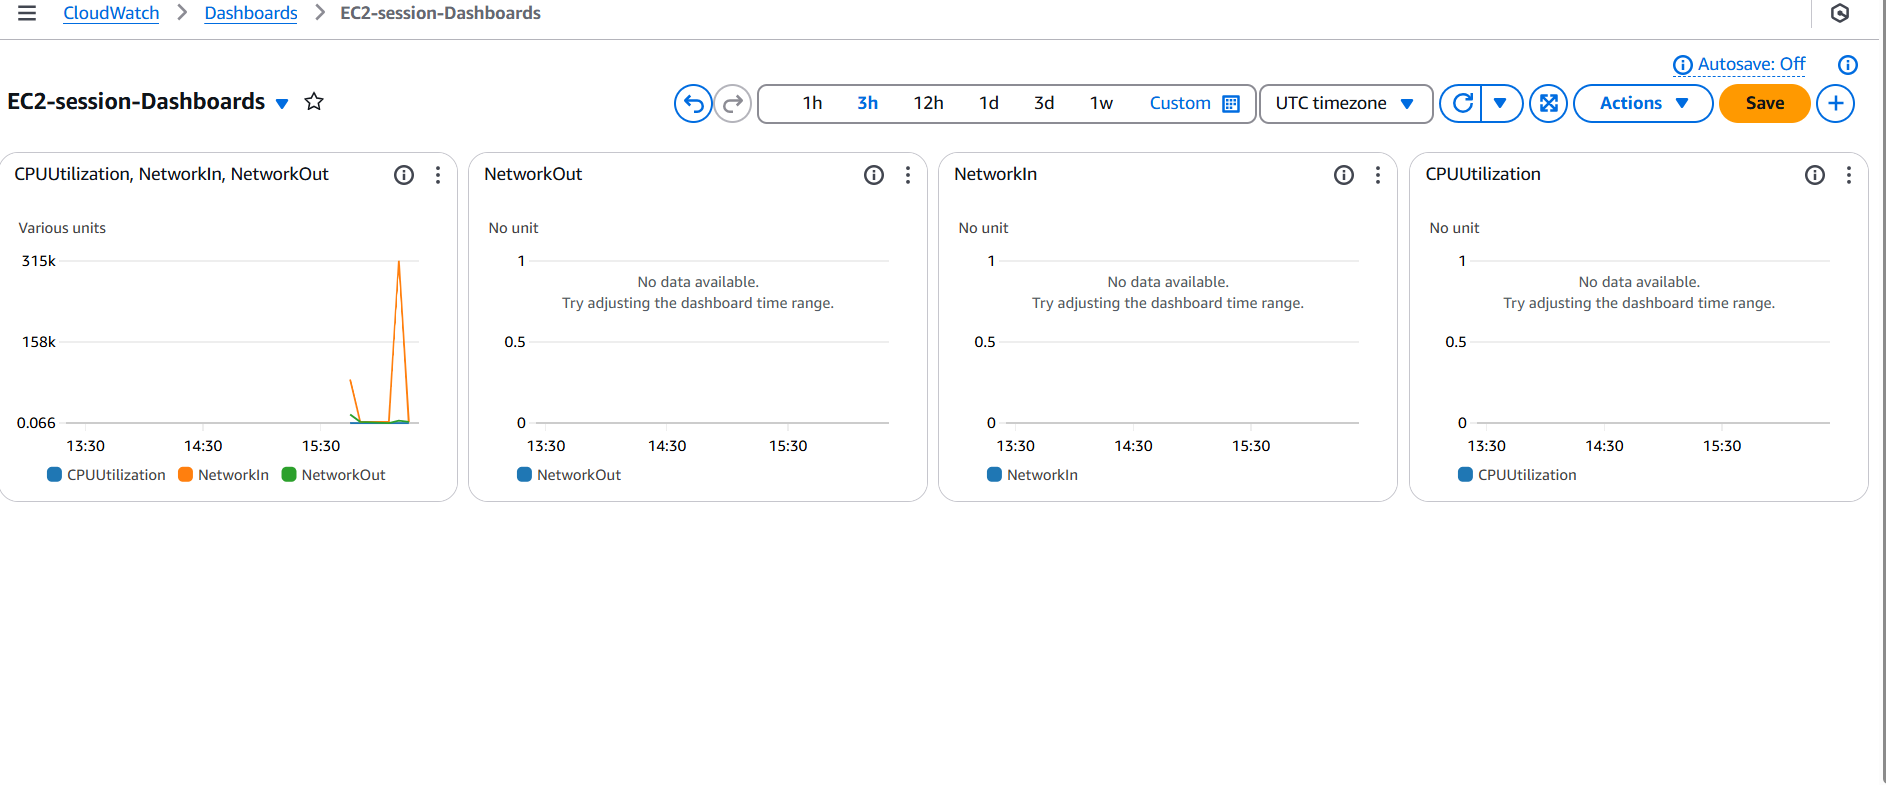 CloudWatch > Dashboards > EC2-session-Dashboards
Autosave: Off
EC2-session-Dashboards
1h 3h 12h 1d 3d 1w Custom
UTC timezone
Actions
Save
CPUUtilization, NetworkIn, NetworkOut
Various units
315k
158k
0.066
13:30 14:30 15:30
CPUUtilization NetworkIn NetworkOut
NetworkOut
No unit
1
No data available.
Try adjusting the dashboard time range.
0.5
0
13:30 14:30 15:30
NetworkOut
NetworkIn
No unit
1
No data available.
Try adjusting the dashboard time range.
0.5
0
13:30 14:30 15:30
NetworkIn
CPUUtilization
No unit
1
No data available.
Try adjusting the dashboard time range.
0.5
0
13:30 14:30 15:30
CPUUtilization